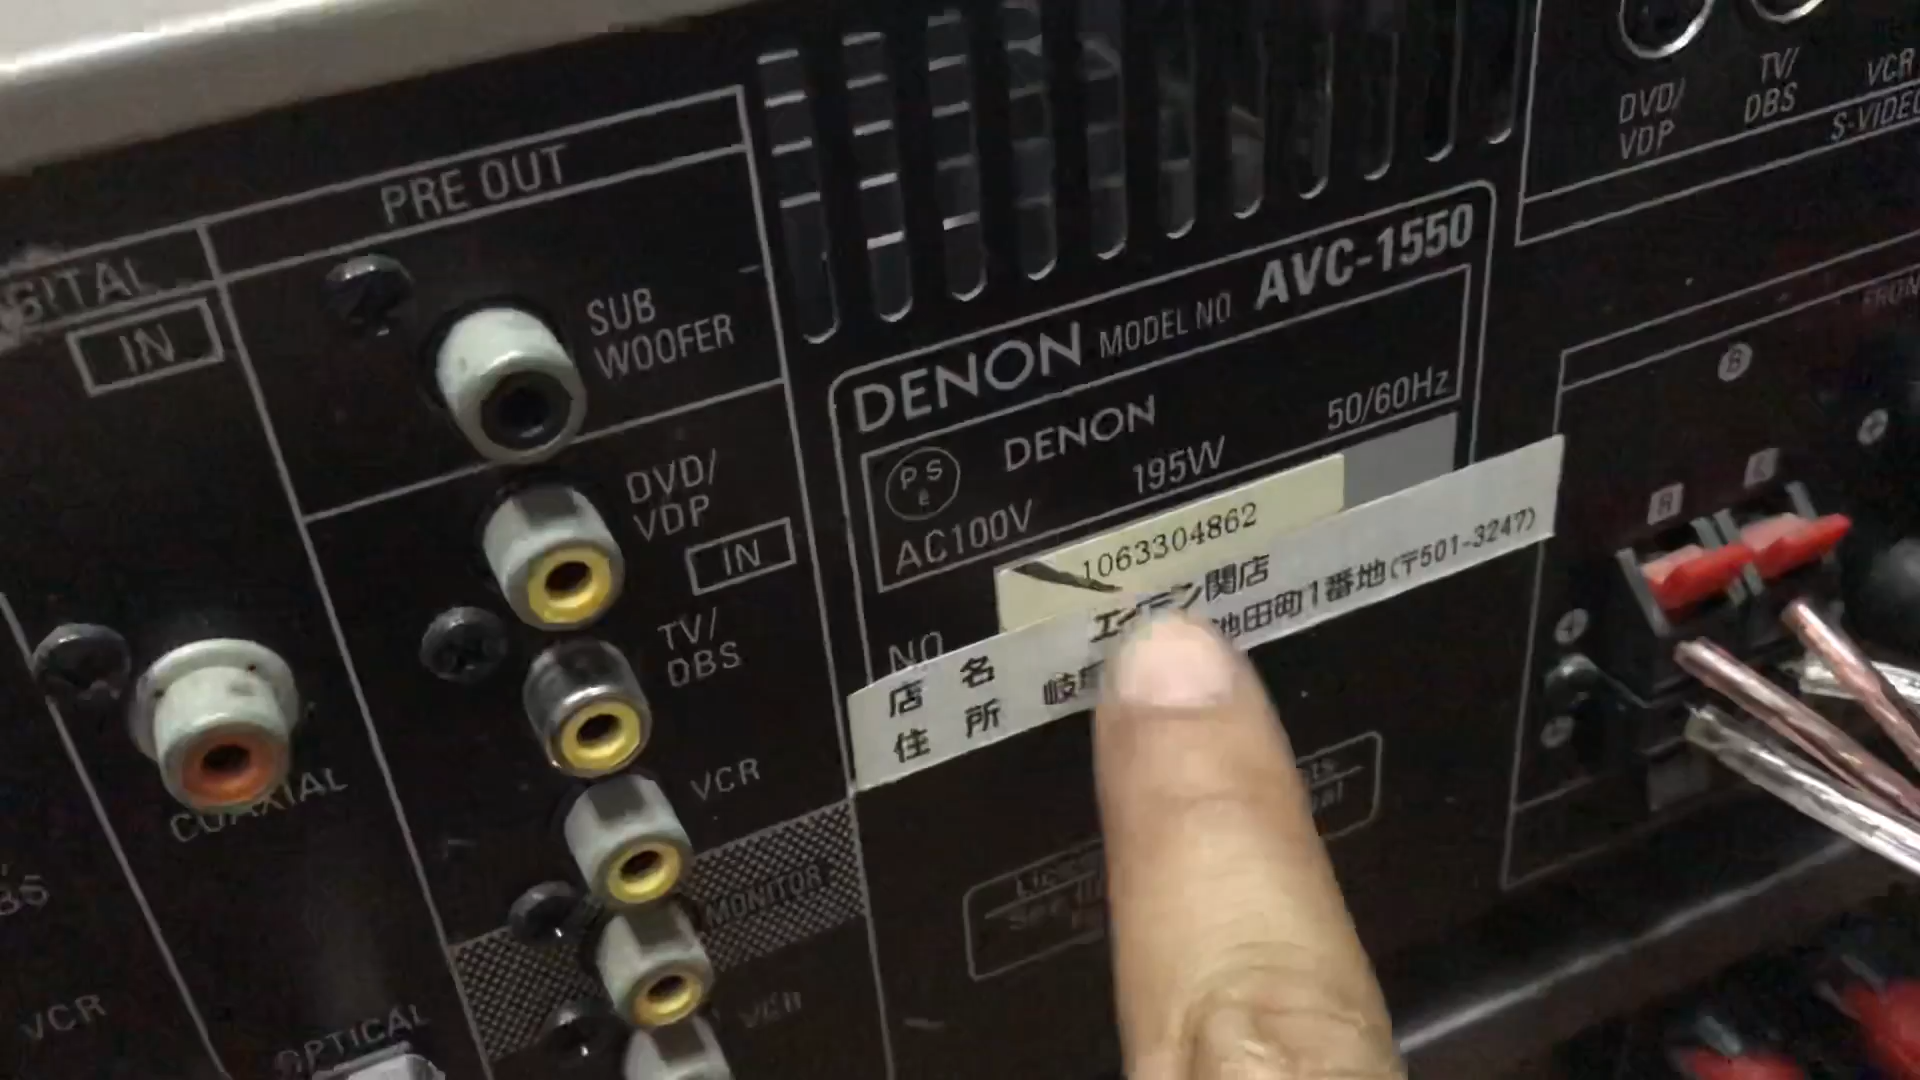 PRE OUT
IN
SUB
WOOFER
DVD/
VDP
IN
TV/
DBS
VCR
MONITOR
VCR
COAXIAL
OPTICAL
VCR
DENON MODEL NO AVC-1550
PS
E
DENON
AC100V 195W 50/60Hz
1063304862
NO
店 名
関店
住 所
池田町1番地(〒501-3247)
DVD/
VDP
TV/
DBS
VCR
S-VIDEO
B
R
L